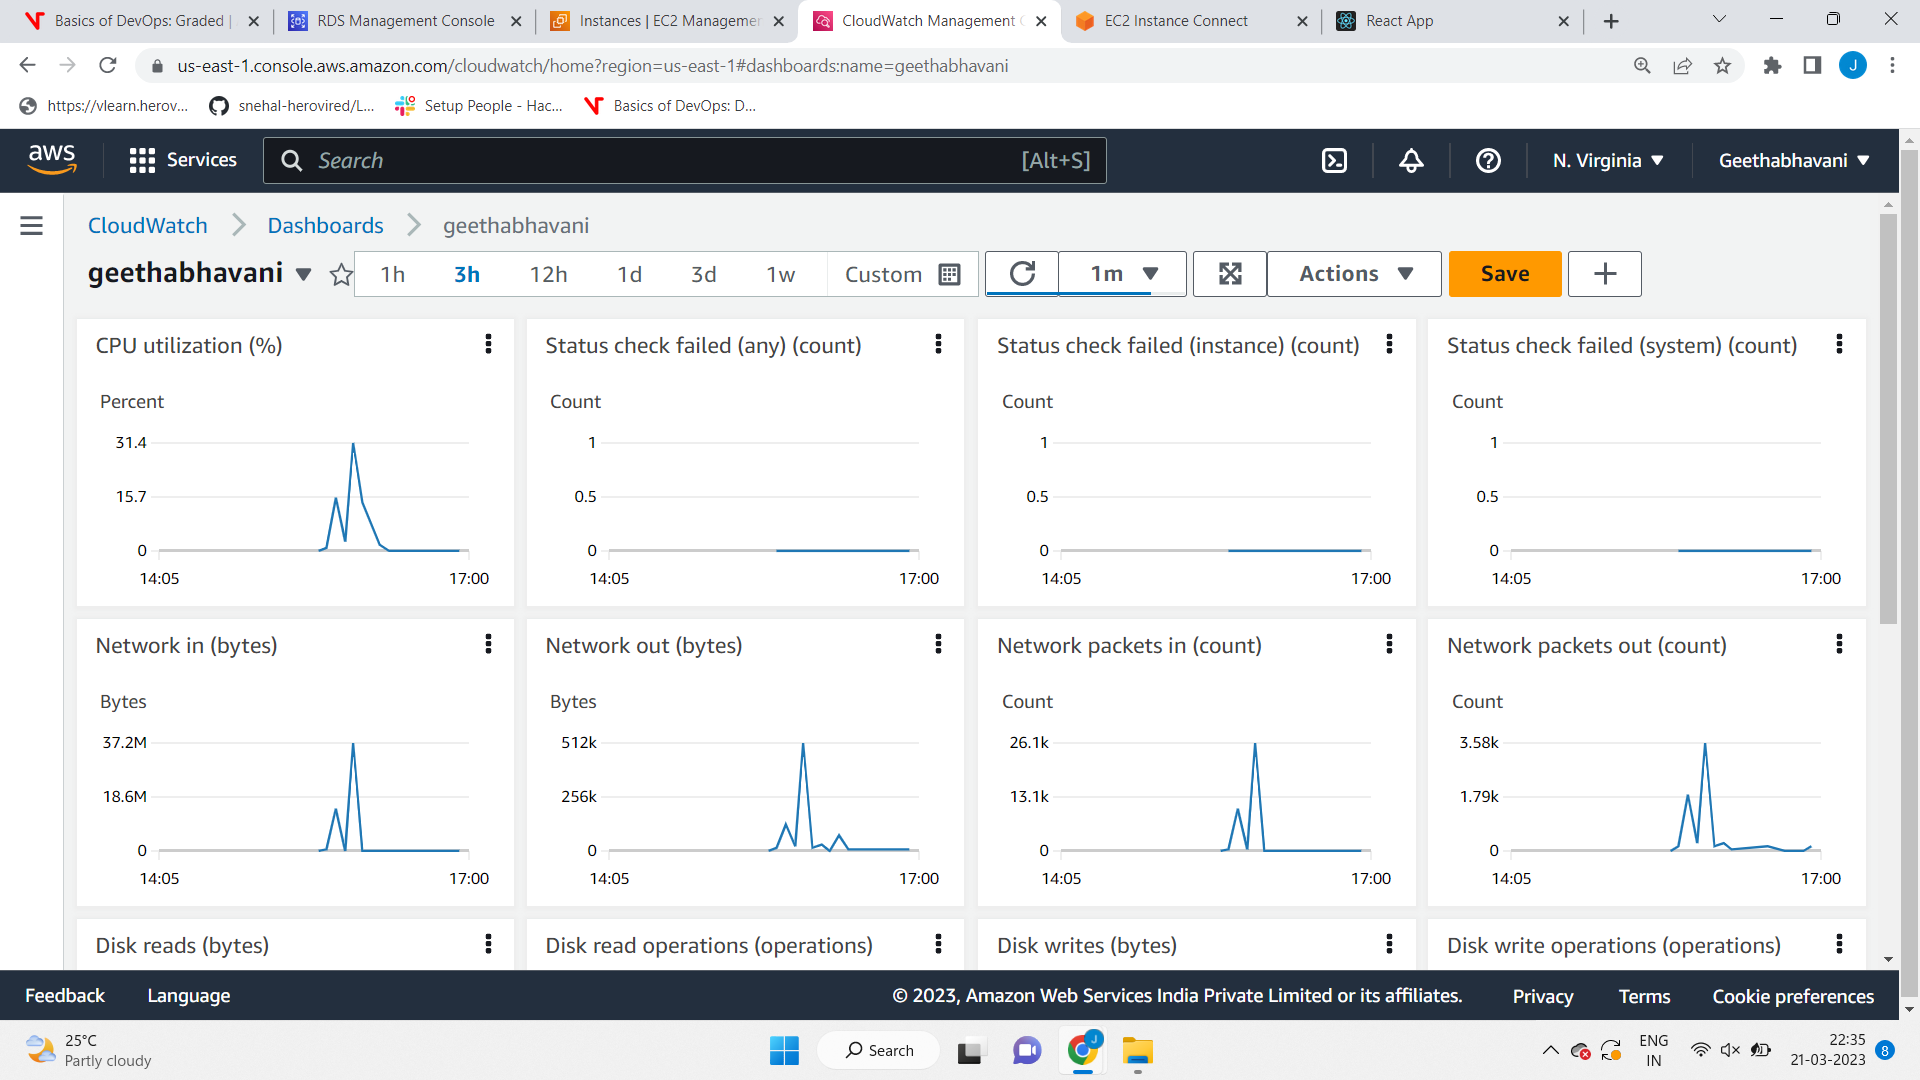 Basics of DevOps: Graded |
RDS Management Console
Instances | EC2 Managemen
CloudWatch Management C
EC2 Instance Connect
React App
us-east-1.console.aws.amazon.com/cloudwatch/home?region=us-east-1#dashboards:name=geethabhavani
J
https://vlearn.herov...
snehal-herovired/L...
Setup People - Hac...
Basics of DevOps: D...
aws
Services
Search
[Alt+S]
N. Virginia
Geethabhavani
CloudWatch
Dashboards
geethabhavani
geethabhavani
1h
3h
12h
1d
3d
1w
Custom
1m
Actions
Save
CPU utilization (%)
Percent
31.4
15.7
0
14:05
17:00
Status check failed (any) (count)
Count
1
0.5
0
14:05
17:00
Status check failed (instance) (count)
Count
1
0.5
0
14:05
17:00
Status check failed (system) (count)
Count
1
0.5
0
14:05
17:00
Network in (bytes)
Bytes
37.2M
18.6M
0
14:05
17:00
Network out (bytes)
Bytes
512k
256k
0
14:05
17:00
Network packets in (count)
Count
26.1k
13.1k
0
14:05
17:00
Network packets out (count)
Count
3.58k
1.79k
0
14:05
17:00
Disk reads (bytes)
Disk read operations (operations)
Disk writes (bytes)
Disk write operations (operations)
Feedback
Language
© 2023, Amazon Web Services India Private Limited or its affiliates.
Privacy
Terms
Cookie preferences
25°C
Partly cloudy
Search
J
ENG
IN
22:35
21-03-2023
8